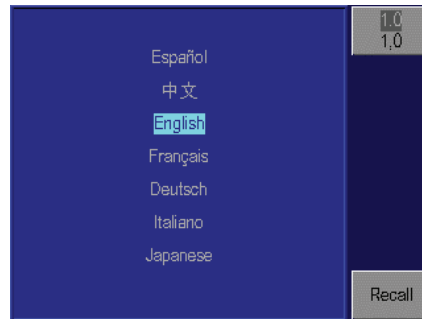 1.0
1,0
Español
中文
English
Français
Deutsch
Italiano
Japanese
Recall